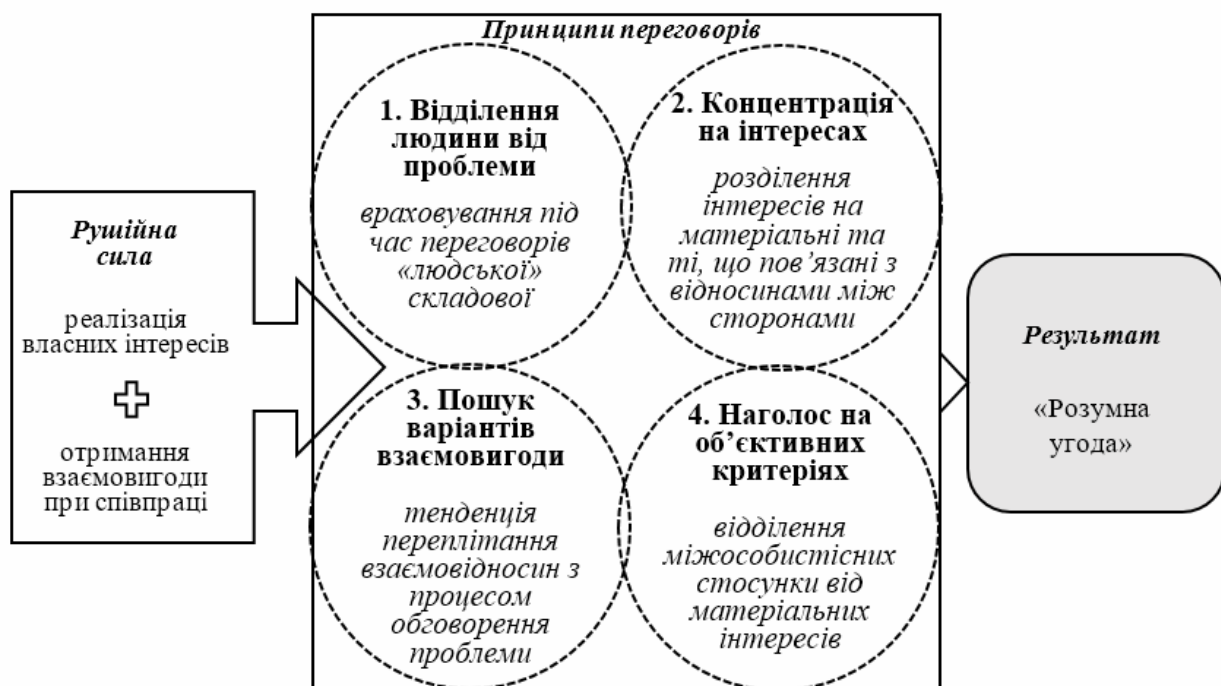 Принципи переговорів
Рушійна
сила
реалізація
власних інтересів
отримання
взаємовигоди
при співпраці
1. Відділення
людини від
проблеми
враховування під
час переговорів
«людської»
складової
2. Концентрація
на інтересах
розділення
інтересів на
матеріальні та
ті, що пов’язані з
відносинами між
сторонами
3. Пошук
варіантів
взаємовигоди
тенденція
переплітання
взаємовідносин з
процесом
обговорення
проблеми
4. Наголос на
об’єктивних
критеріях
відділення
міжособистісних
стосунки від
матеріальних
інтересів
Результат
«Розумна
угода»